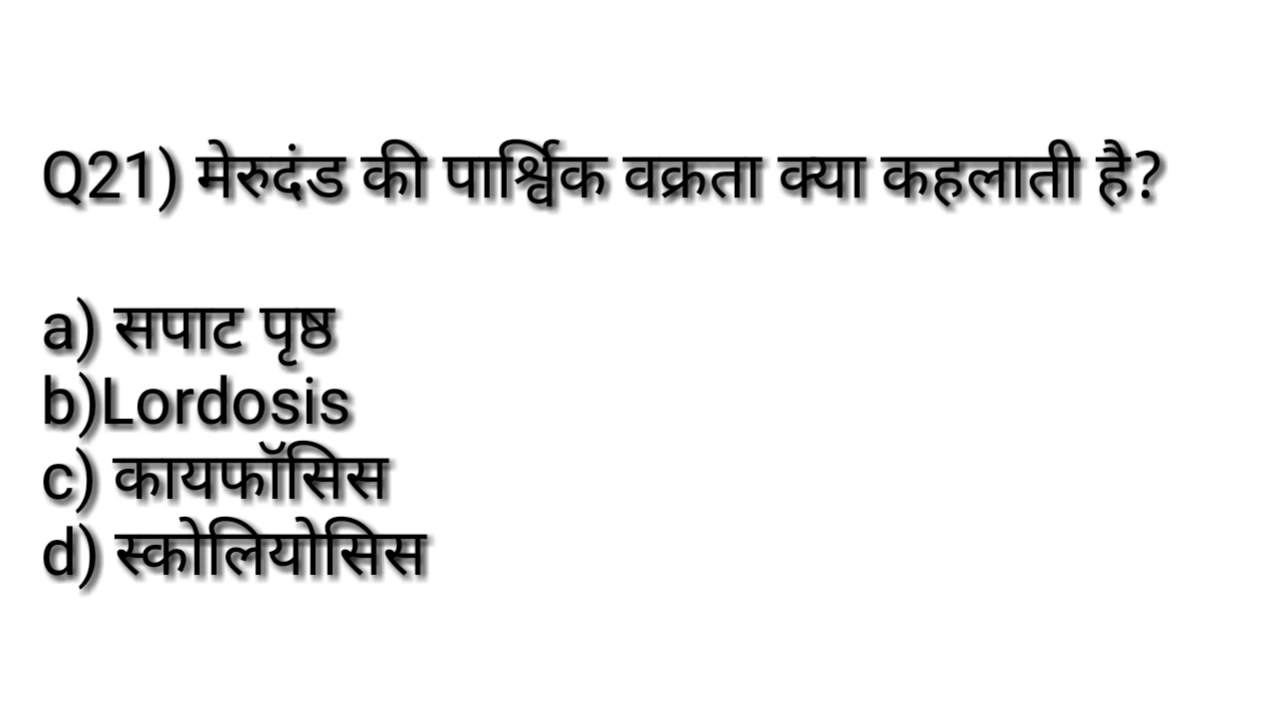 Q21) मेरुदंड की पार्श्विक वक्रता क्या कहलाती है?
a) सपाट पृष्ठ
b)Lordosis
c) कायफॉसिस
d) स्कोलियोसिस